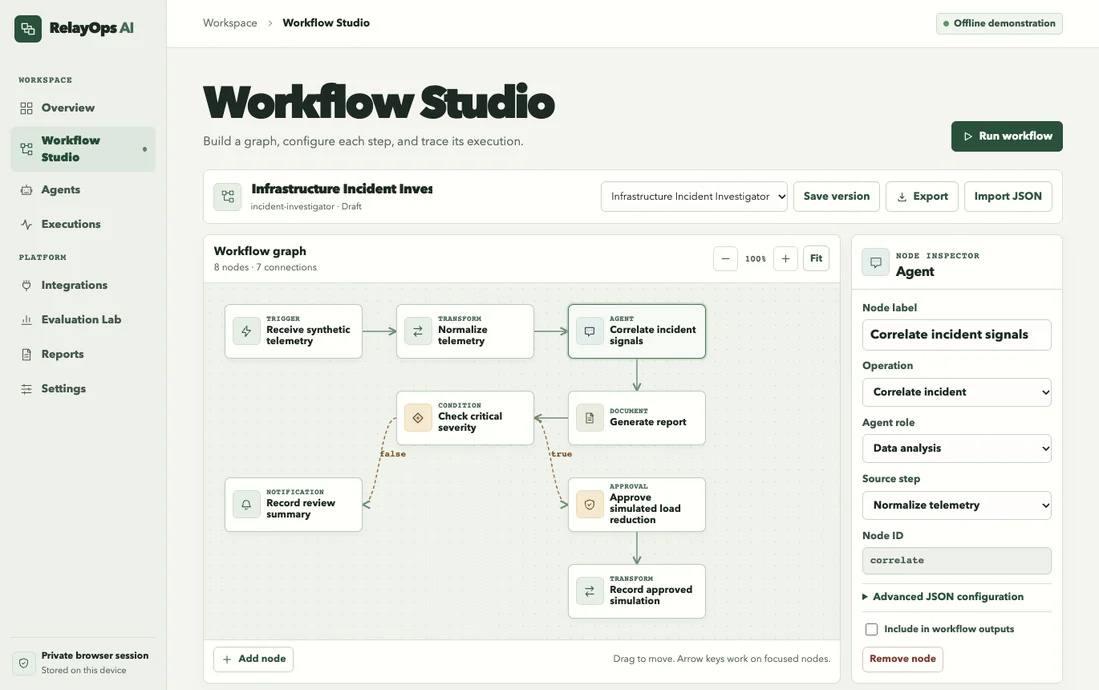 RelayOps AI
Workspace
Workflow Studio
Offline demonstration
WORKSPACE
Overview
Workflow
Studio
Agents
Executions
PLATFORM
Integrations
Evaluation Lab
Reports
Settings
Private browser session
Stored on this device
Workflow Studio
Build a graph, configure each step, and trace its execution.
Run workflow
Infrastructure Incident Inves
incident-investigator · Draft
Infrastructure Incident Investigator
Save version
Export
Import JSON
Workflow graph
8 nodes · 7 connections
100%
Fit
TRIGGER
Receive synthetic
telemetry
TRANSFORM
Normalize
telemetry
AGENT
Correlate incident
signals
CONDITION
Check critical
severity
DOCUMENT
Generate report
false
true
NOTIFICATION
Record review
summary
APPROVAL
Approve
simulated load
reduction
TRANSFORM
Record approved
simulation
Add node
Drag to move. Arrow keys work on focused nodes.
NODE INSPECTOR
Agent
Node label
Correlate incident signals
Operation
Correlate incident
Agent role
Data analysis
Source step
Normalize telemetry
Node ID
correlate
Advanced JSON configuration
Include in workflow outputs
Remove node